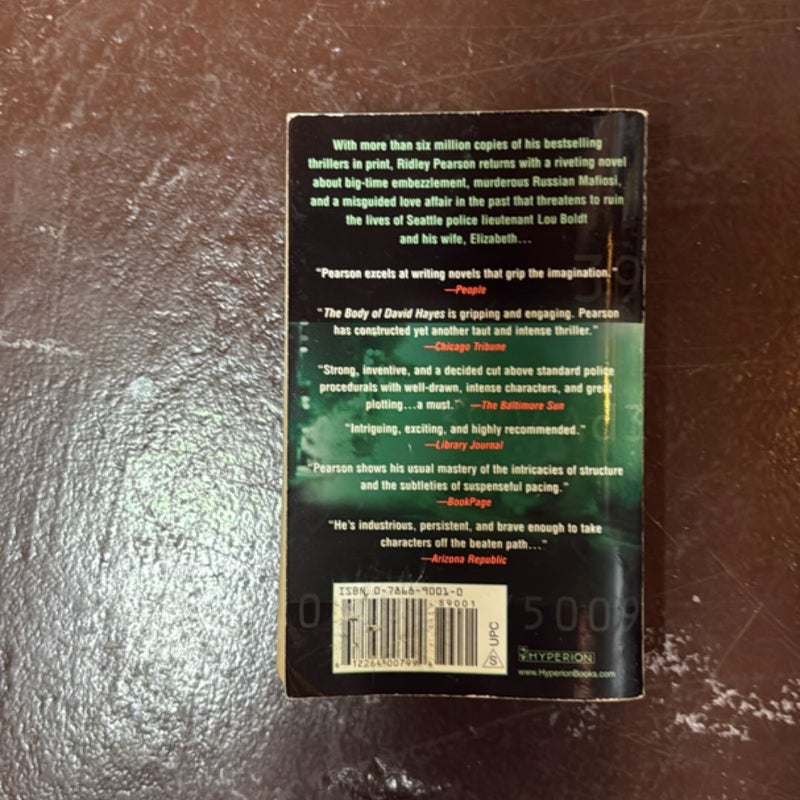 With more than six million copies of his bestselling
thrillers in print, Ridley Pearson returns with a riveting novel
about big-time embezzlement, murderous Russian Mafiosi,
and a misguided love affair in the past that threatens to ruin
the lives of Seattle police lieutenant Lou Boldt
and his wife, Elizabeth...
"Pearson excels at writing novels that grip the imagination."
—People
"The Body of David Hayes is gripping and engaging. Pearson
has constructed yet another taut and intense thriller."
—Chicago Tribune
"Strong, inventive, and a decided cut above standard police
procedurals with well-drawn, intense characters, and great
plotting...a must." —The Baltimore Sun
"Intriguing, exciting, and highly recommended."
—Library Journal
"Pearson shows his usual mastery of the intricacies of structure
and the subtleties of suspenseful pacing."
—BookPage
"He's industrious, persistent, and brave enough to take
characters off the beaten path..."
—Arizona Republic
ISBN 0-7868-9001-0
89001
UPC
S
HYPERION
www.HyperionBooks.com
39
5009